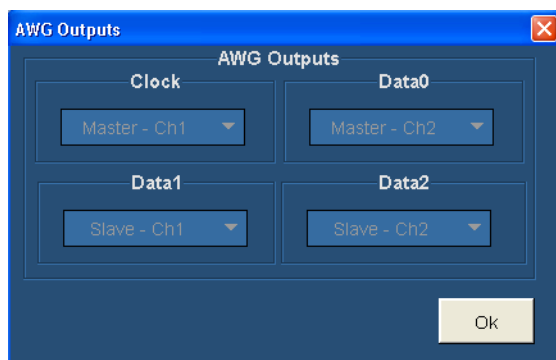 AWG Outputs
AWG Outputs
Clock
Data0
Master - Ch1
Master - Ch2
Data1
Data2
Slave - Ch1
Slave - Ch2
Ok